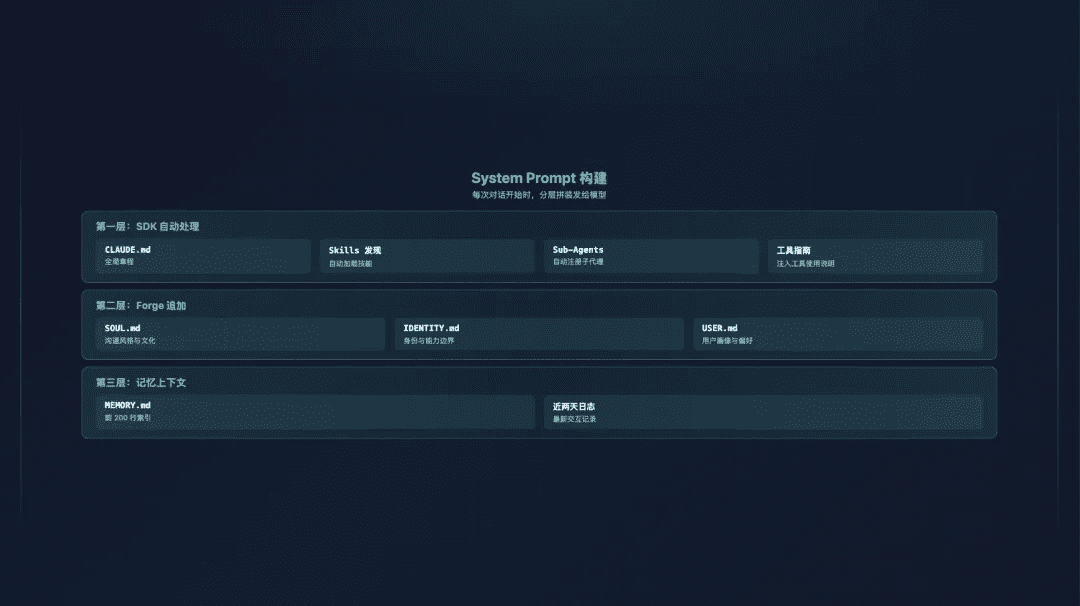 System Prompt 构建
每次对话开始时，分层拼装发给模型
第一层：SDK 自动处理
CLAUDE.md
全局章程
Skills 发现
自动加载技能
Sub-Agents
自动注册子代理
工具指南
注入工具使用说明
第二层：Forge 追加
SOUL.md
沟通风格与文化
IDENTITY.md
身份与能力边界
USER.md
用户画像与偏好
第三层：记忆上下文
MEMORY.md
前 200 行索引
近两天日志
最新交互记录